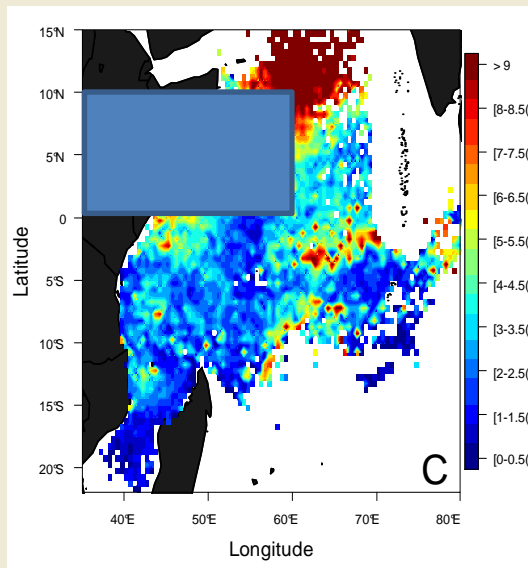 15°N
10°N
5°N
0
5°S
10°S
15°S
20°S
Latitude
40°E
50°E
60°E
70°E
80°E
Longitude
C
> 9
[8-8.5(
[7-7.5(
[6-6.5(
[5-5.5(
[4-4.5(
[3-3.5(
[2-2.5(
[1-1.5(
[0-0.5(